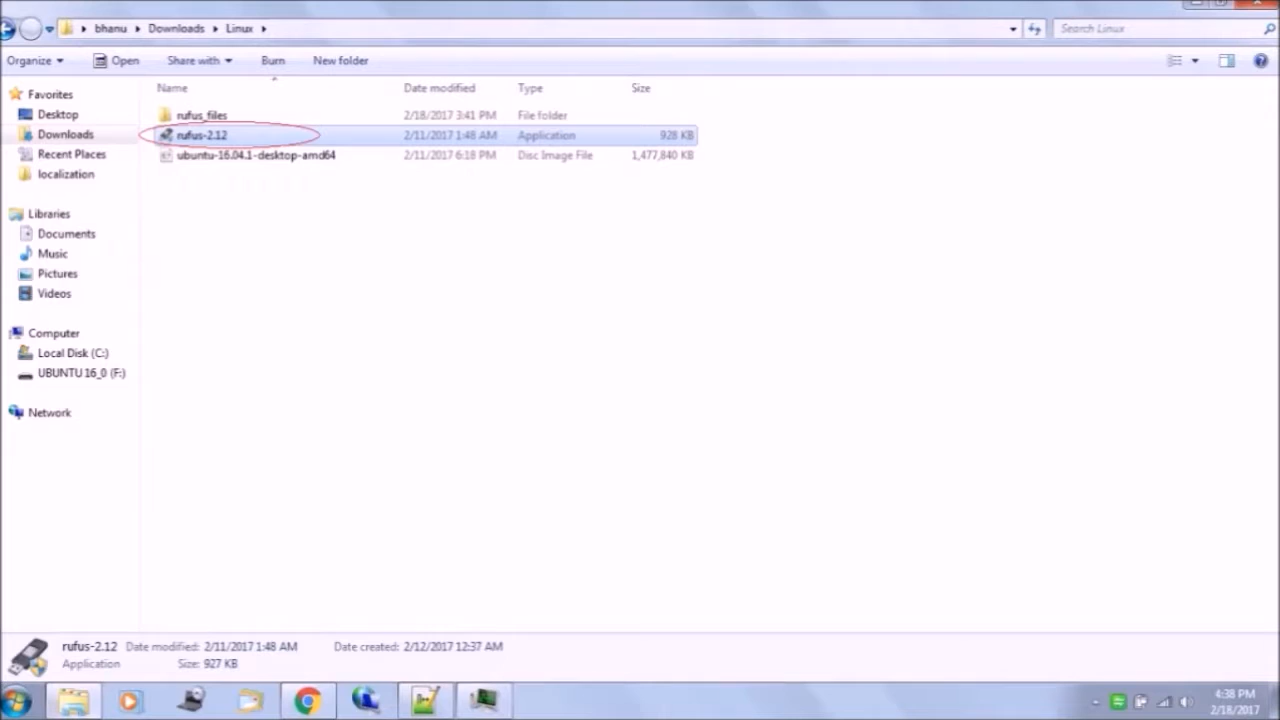 bhanu Downloads Linux Search Linux
Organize Open Share with Burn New folder
Name Date modified Type Size
Favorites
Desktop
Downloads
Recent Places
localization
Libraries
Documents
Music
Pictures
Videos
Computer
Local Disk (C:)
UBUNTU 16_0 (F:)
Network
rufus_files 2/18/2017 3:41 PM File folder
rufus-2.12 2/11/2017 1:48 AM Application 928 KB
ubuntu-16.04.1-desktop-amd64 2/11/2017 6:18 PM Disc Image File 1,477,840 KB
rufus-2.12 Date modified: 2/11/2017 1:48 AM Date created: 2/12/2017 12:37 AM
Application Size: 927 KB
4:38 PM
2/18/2017